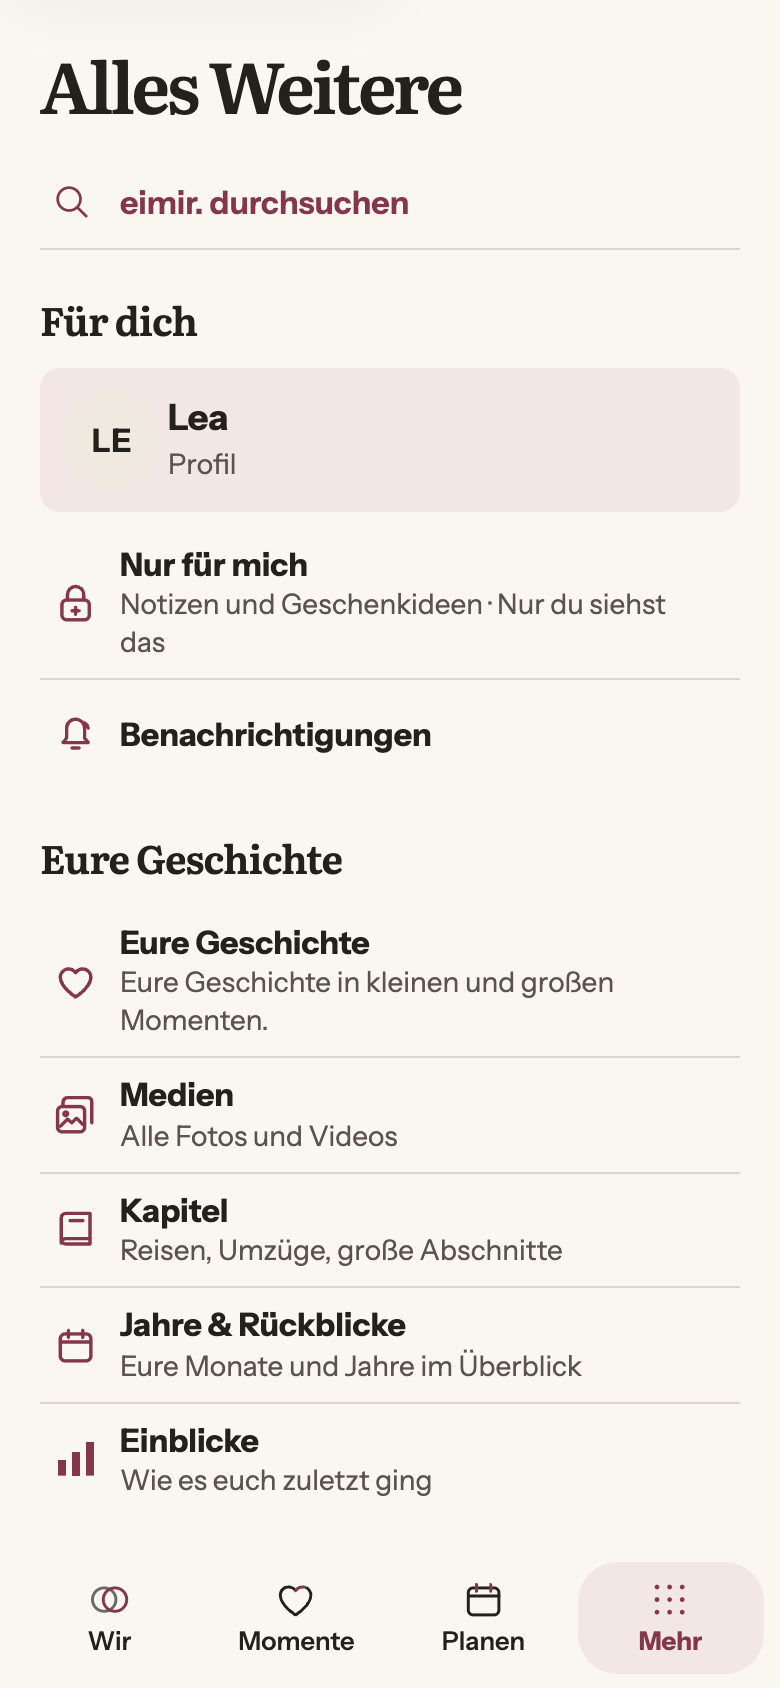 Alles Weitere
eimir. durchsuchen
Für dich
LE
Lea
Profil
Nur für mich
Notizen und Geschenkideen · Nur du siehst
das
Benachrichtigungen
Eure Geschichte
Eure Geschichte
Eure Geschichte in kleinen und großen
Momenten.
Medien
Alle Fotos und Videos
Kapitel
Reisen, Umzüge, große Abschnitte
Jahre & Rückblicke
Eure Monate und Jahre im Überblick
Einblicke
Wie es euch zuletzt ging
Wir
Momente
Planen
Mehr